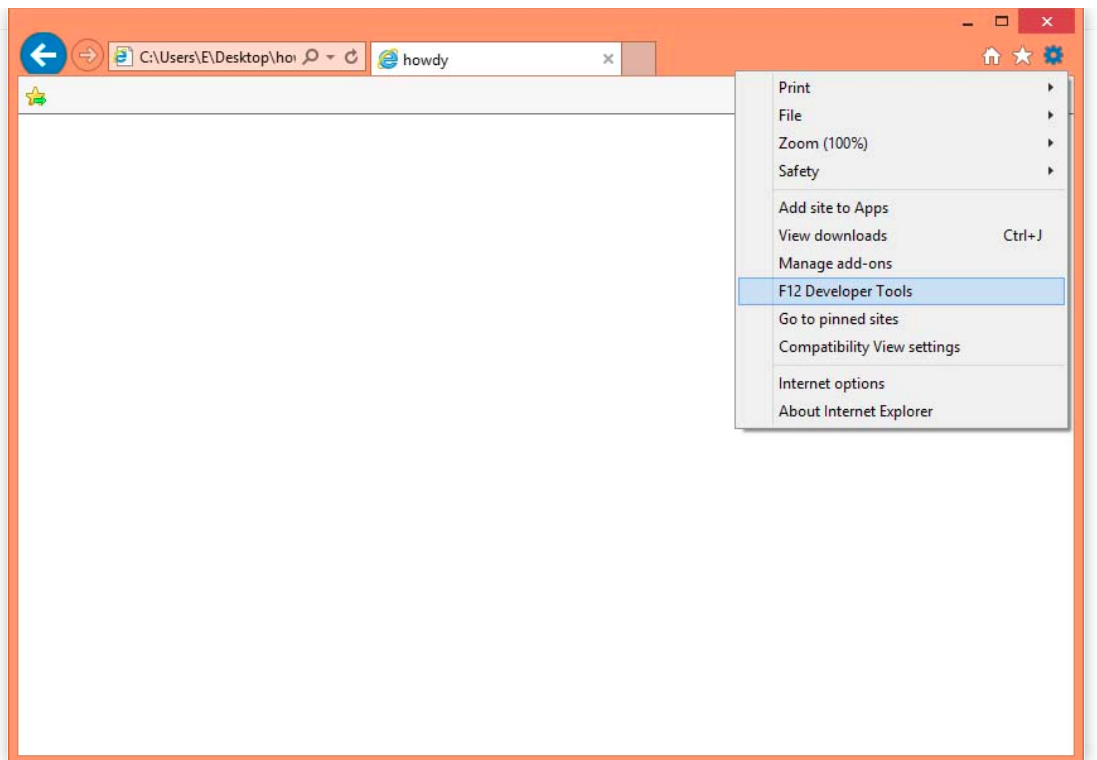 C:\Users\E\Desktop\ho
howdy
Print
File
Zoom (100%)
Safety
Add site to Apps
View downloads Ctrl+J
Manage add-ons
F12 Developer Tools
Go to pinned sites
Compatibility View settings
Internet options
About Internet Explorer